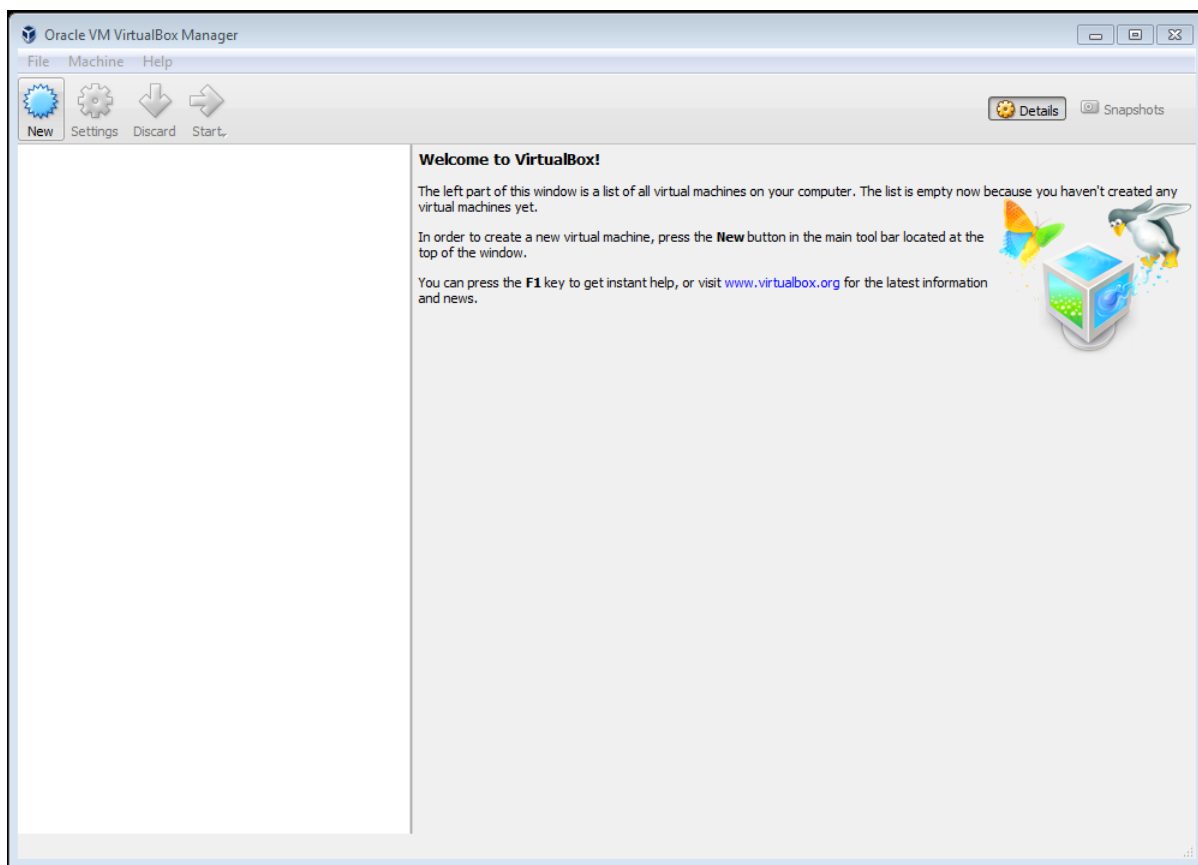 Oracle VM VirtualBox Manager
File Machine Help
New Settings Discard Start
Details Snapshots
Welcome to VirtualBox!
The left part of this window is a list of all virtual machines on your computer. The list is empty now because you haven't created any
virtual machines yet.
In order to create a new virtual machine, press the New button in the main tool bar located at the
top of the window.
You can press the F1 key to get instant help, or visit www.virtualbox.org for the latest information
and news.